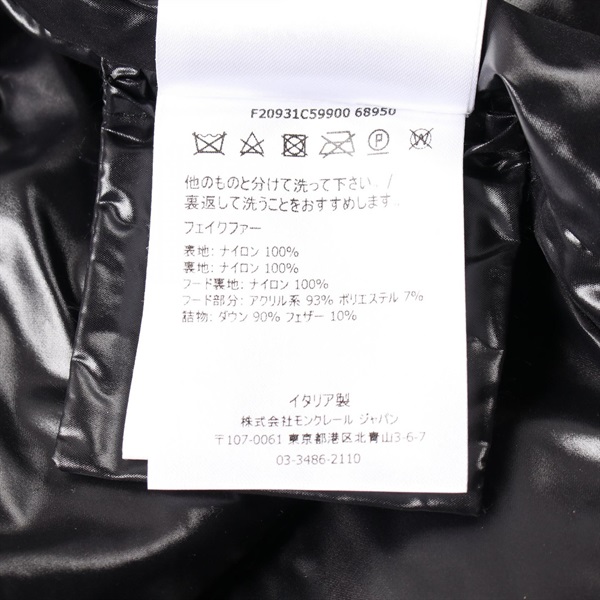 F20931C59900 68950
P
W
他のものと分けて洗って下さい。/
裏返して洗うことをおすすめします。
フェイクファー
表地: ナイロン 100%
裏地: ナイロン 100%
フード裏地: ナイロン 100%
フード部分: アクリル系 93% ポリエステル 7%
詰物: ダウン 90% フェザー 10%
イタリア製
株式会社モンクレール ジャパン
〒107-0061 東京都港区北青山3-6-7
03-3486-2110